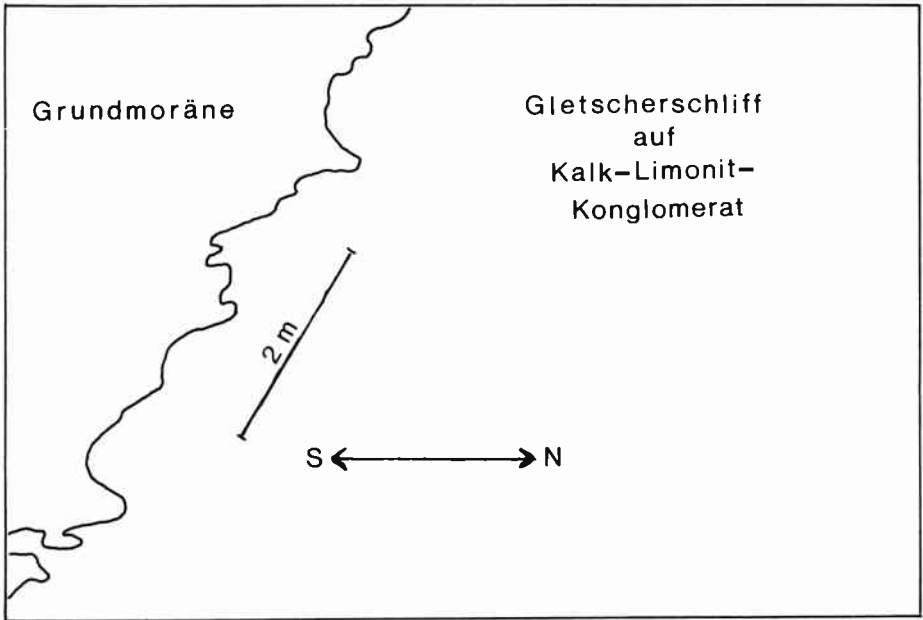 Grundmoräne
Gletscherschliff
auf
Kalk-Limonit-
Konglomerat
2 m
S N